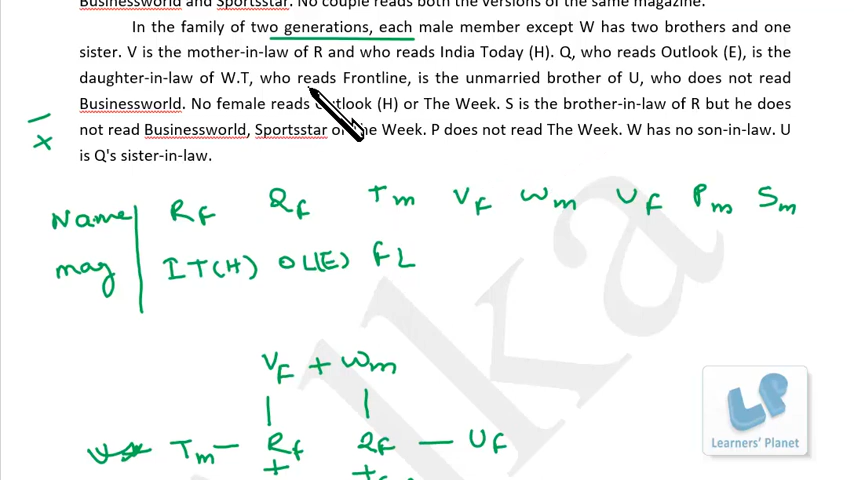 Businessworld and Sportsstar. No couple reads both the versions of the same magazine.
In the family of two generations, each male member except W has two brothers and one
sister. V is the mother-in-law of R and who reads India Today (H). Q, who reads Outlook (E), is the
daughter-in-law of W.T, who reads Frontline, is the unmarried brother of U, who does not read
Businessworld. No female reads Outlook (H) or The Week. S is the brother-in-law of R but he does
not read Businessworld, Sportsstar or The Week. P does not read The Week. W has no son-in-law. U
is Q's sister-in-law.
Name Rf Qf Tm Vf Wm Uf Pm Sm
mag IT(H) OL(E) FL
Vf + Wm
Tm - Rf Qf - Uf
+ +
LP
Learners' Planet